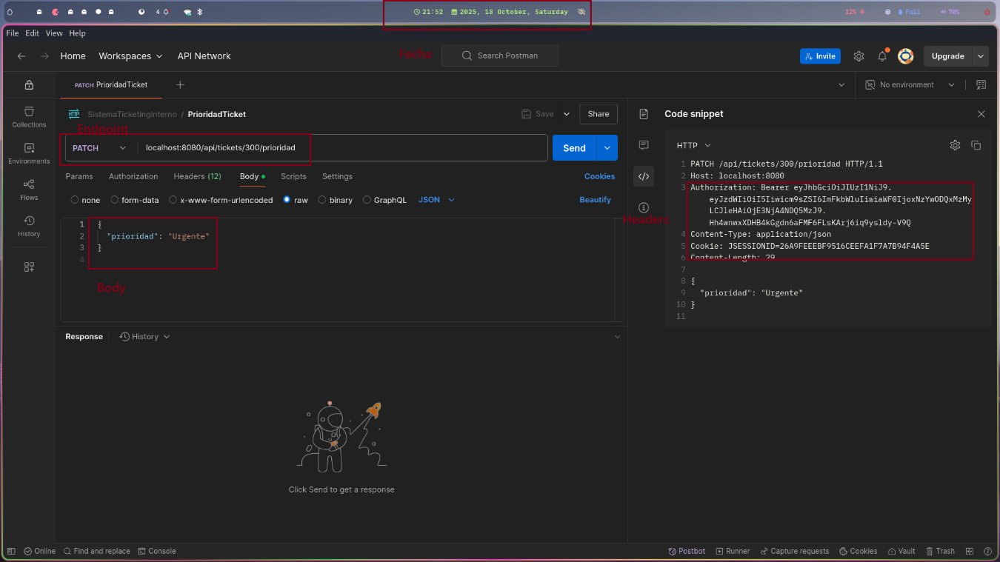 4
21:52 2025, 18 October, Saturday
12%
Full
70%
File Edit View Help
Home Workspaces API Network
Fecha
Search Postman
Invite
Upgrade
PATCH PrioridadTicket
No environment
HTTP SistemaTicketingInterno / PrioridadTicket
Save
Share
Endpoint
PATCH localhost:8080/api/tickets/300/prioridad
Send
Params Authorization Headers (12) Body Scripts Settings
Cookies
none form-data x-www-form-urlencoded raw binary GraphQL JSON
Beautify
1 {
2 "prioridad": "Urgente"
3 }
4
Body
Collections
Environments
Flows
History
Response History
Click Send to get a response
Code snippet
HTTP
Headers
1 PATCH /api/tickets/300/prioridad HTTP/1.1
2 Host: localhost:8080
3 Authorization: Bearer eyJhbGciOiJIUzI1NiJ9.
eyJzdWIiOiI5Iiwicm9sZSI6ImFkbWluIiwiaWF0IjoxNzYwODQxMzMy
LCJleHAiOjE3NjA4NDQ5MzJ9.
Hh4wnwxXDHB4kGgdn6aFMF6FLsKArj6iq9ysldy-V9Q
4 Content-Type: application/json
5 Cookie: JSESSIONID=26A9FEEEBF9516CEEFA1F7A7B94F4A5E
6 Content-Length: 29
7
8 {
9 "prioridad": "Urgente"
10 }
11
Online Find and replace Console
Postbot Runner Capture requests Cookies Vault Trash